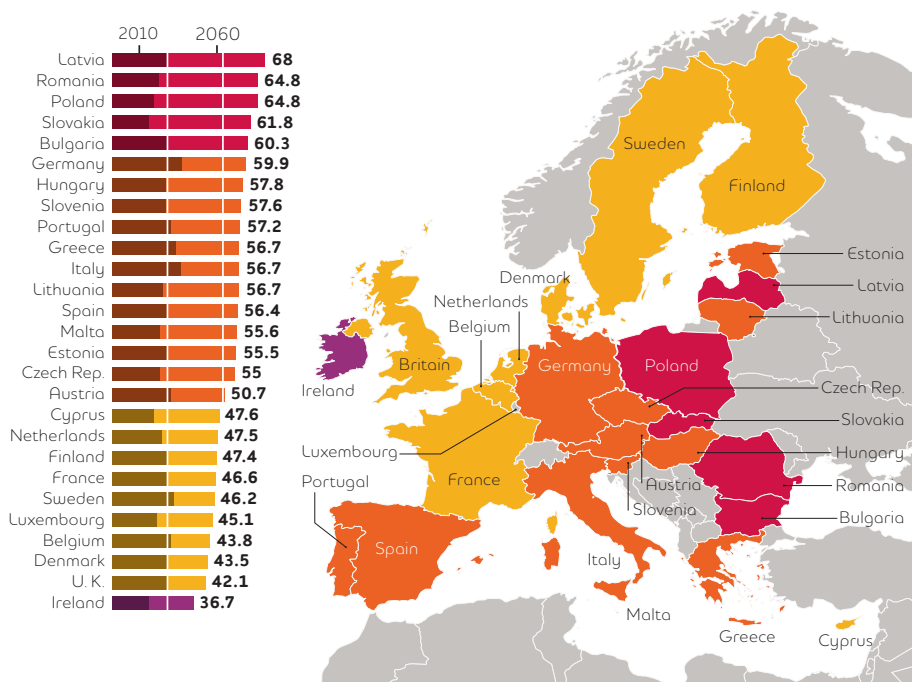 2010 2060
Latvia 68
Romania 64.8
Poland 64.8
Slovakia 61.8
Bulgaria 60.3
Germany 59.9
Hungary 57.8
Slovenia 57.6
Portugal 57.2
Greece 56.7
Italy 56.7
Lithuania 56.7
Spain 56.4
Malta 55.6
Estonia 55.5
Czech Rep. 55
Austria 50.7
Cyprus 47.6
Netherlands 47.5
Finland 47.4
France 46.6
Sweden 46.2
Luxembourg 45.1
Belgium 43.8
Denmark 43.5
U. K. 42.1
Ireland 36.7
Sweden
Finland
Estonia
Latvia
Lithuania
Denmark
Netherlands
Belgium
Britain
Ireland
Germany
Poland
Czech Rep.
Slovakia
Luxembourg
Hungary
France
Portugal
Austria
Romania
Slovenia
Bulgaria
Spain
Italy
Malta
Greece
Cyprus